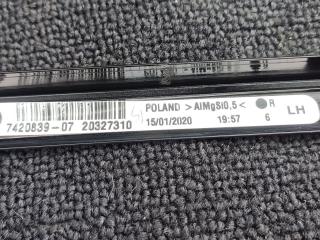 POLAND >AlMgSi0,5< R
7420839-07 20327310 15/01/2020 19:57 6 LH